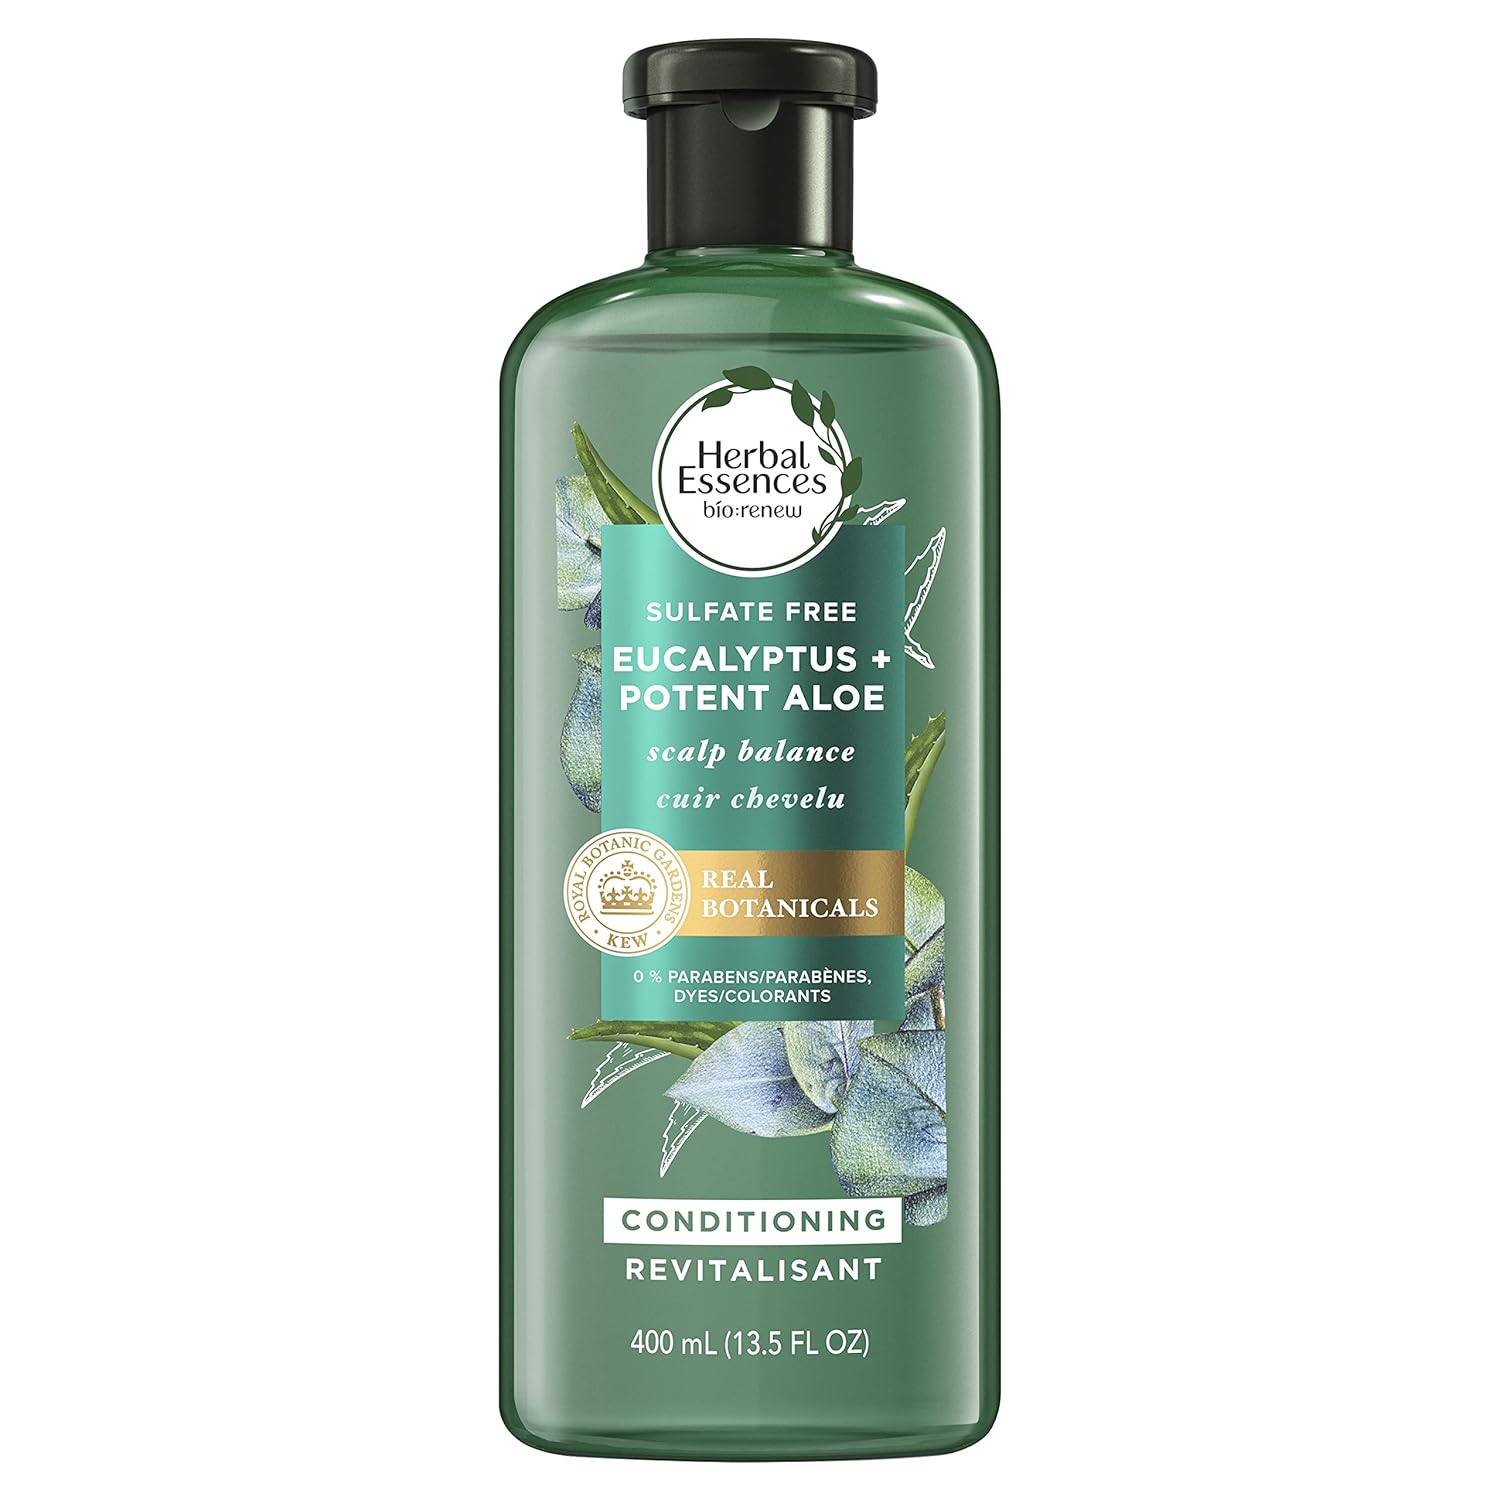 Herbal
Essences
bío:renew
SULFATE FREE
EUCALYPTUS +
POTENT ALOE
scalp balance
cuir chevelu
ROYAL BOTANIC GARDENS
• KEW •
REAL
BOTANICALS
0 % PARABENS/PARABÈNES,
DYES/COLORANTS
CONDITIONING
REVITALISANT
400 mL (13.5 FL OZ)